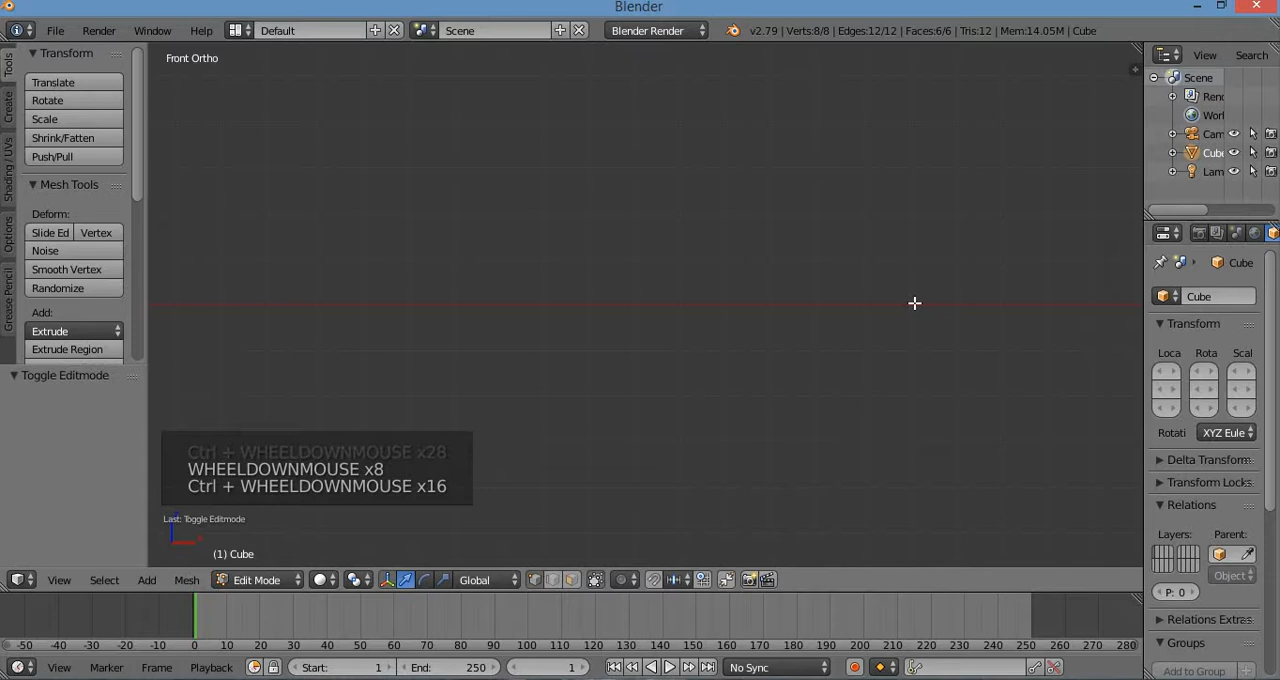 Blender
File Render Window Help Default Scene Blender Render v2.79 | Verts:8/8 | Edges:12/12 | Faces:6/6 | Tris:12 | Mem:14.05M | Cube
Tools
Create
Shading / UVs
Options
Grease Pencil
Transform
Translate
Rotate
Scale
Shrink/Fatten
Push/Pull
Mesh Tools
Deform:
Slide Ed Vertex
Noise
Smooth Vertex
Randomize
Add:
Extrude
Extrude Region
Toggle Editmode
Front Ortho
Ctrl + WHEELDOWNMOUSE x28
WHEELDOWNMOUSE x8
Ctrl + WHEELDOWNMOUSE x16
Last: Toggle Editmode
(1) Cube
View Select Add Mesh Edit Mode Global
-50 -40 -30 -20 -10 0 10 20 30 40 50 60 70 80 90 100 110 120 130 140 150 160 170 180 190 200 210 220 230 240 250 260 270 280
View Marker Frame Playback Start: 1 End: 250 1 No Sync
View Search
Scene
Rend
Worl
Cam
Cube
Lam
Cube
Cube
Transform
Loca Rota Scal
Rotati XYZ Eule
Delta Transform
Transform Locks
Relations
Layers: Parent:
Object
P: 0
Relations Extras
Groups
Add to Group